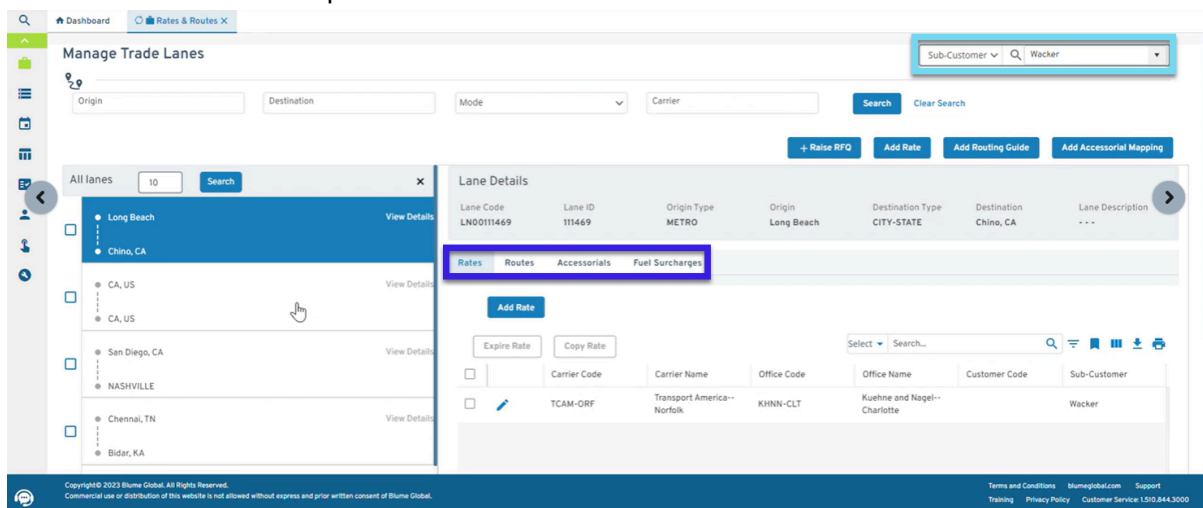 Dashboard Rates & Routes X
Manage Trade Lanes
Sub-Customer Wacker
Origin Destination Mode Carrier Search Clear Search
+ Raise RFQ Add Rate Add Routing Guide Add Accessorial Mapping
All lanes 10 Search ×
Long Beach View Details
Chino, CA
CA, US View Details
CA, US
San Diego, CA View Details
NASHVILLE
Chennai, TN View Details
Bidar, KA
Lane Details
Lane Code Lane ID Origin Type Origin Destination Type Destination Lane Description
LN00111469 111469 METRO Long Beach CITY-STATE Chino, CA - - -
Rates Routes Accessorials Fuel Surcharges
Add Rate
Expire Rate Copy Rate Select Search...
Carrier Code Carrier Name Office Code Office Name Customer Code Sub-Customer
TCAM-ORF Transport America-- KHNN-CLT Kuehne and Nagel-- Wacker
Norfolk Charlotte
Copyright© 2023 Blume Global. All Rights Reserved.
Commercial use or distribution of this website is not allowed without express and prior written consent of Blume Global.
Terms and Conditions blumeglobal.com Support
Training Privacy Policy Customer Service: 1.510.844.3000